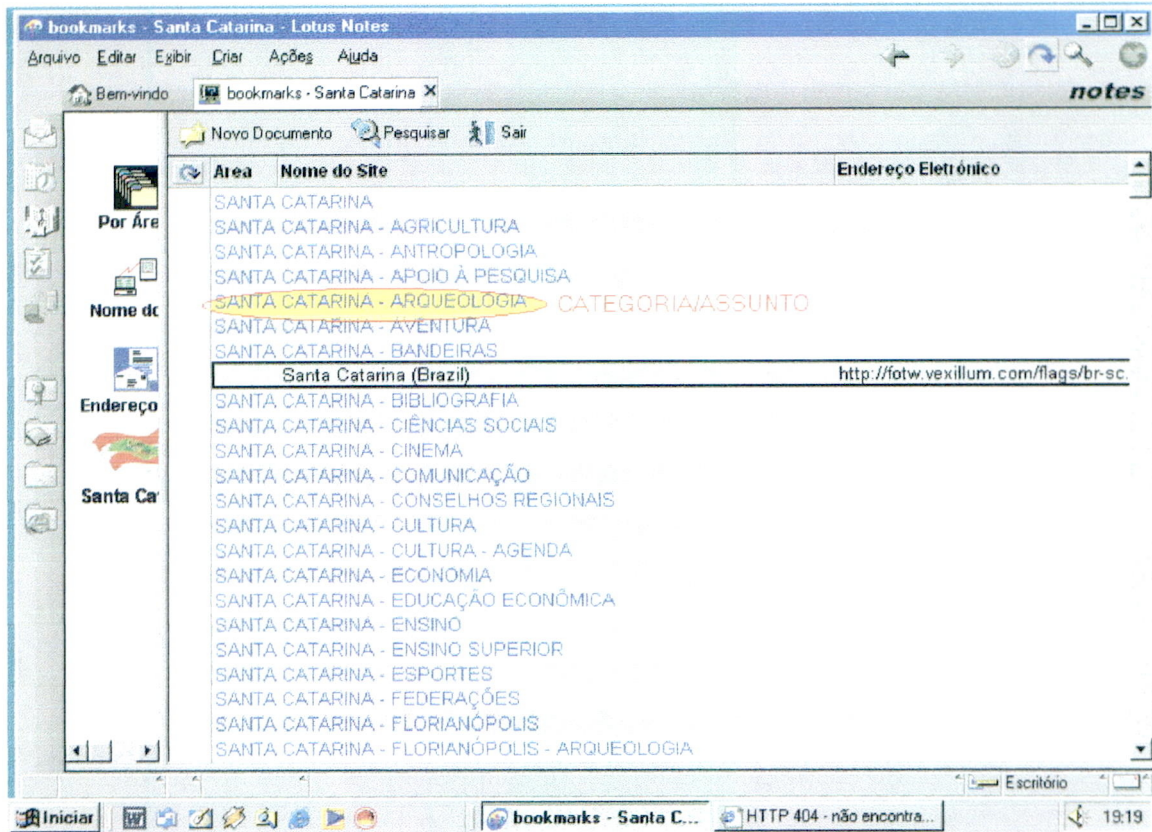 bookmarks - Santa Catarina - Lotus Notes
Arquivo Editar Exibir Criar Ações Ajuda
Bem-vindo bookmarks - Santa Catarina X
notes
Novo Documento Pesquisar Sair
Area Nome do Site Endereço Eletrónico
SANTA CATARINA
SANTA CATARINA - AGRICULTURA
SANTA CATARINA - ANTROPOLOGIA
SANTA CATARINA - APOIO À PESQUISA
SANTA CATARINA - ARQUEOLOGIA CATEGORIA/ASSUNTO
SANTA CATARINA - AVENTURA
SANTA CATARINA - BANDEIRAS
Santa Catarina (Brazil) http://fotw.vexillum.com/flags/br-sc.
SANTA CATARINA - BIBLIOGRAFIA
SANTA CATARINA - CIÊNCIAS SOCIAIS
SANTA CATARINA - CINEMA
SANTA CATARINA - COMUNICAÇÃO
SANTA CATARINA - CONSELHOS REGIONAIS
SANTA CATARINA - CULTURA
SANTA CATARINA - CULTURA - AGENDA
SANTA CATARINA - ECONOMIA
SANTA CATARINA - EDUCAÇÃO ECONÔMICA
SANTA CATARINA - ENSINO
SANTA CATARINA - ENSINO SUPERIOR
SANTA CATARINA - ESPORTES
SANTA CATARINA - FEDERAÇÕES
SANTA CATARINA - FLORIANÓPOLIS
SANTA CATARINA - FLORIANÓPOLIS - ARQUEOLOGIA
Por Áre
Nome do
Endereço
Santa Ca
Escritório
Iniciar bookmarks - Santa C... HTTP 404 - não encontra... 19:19